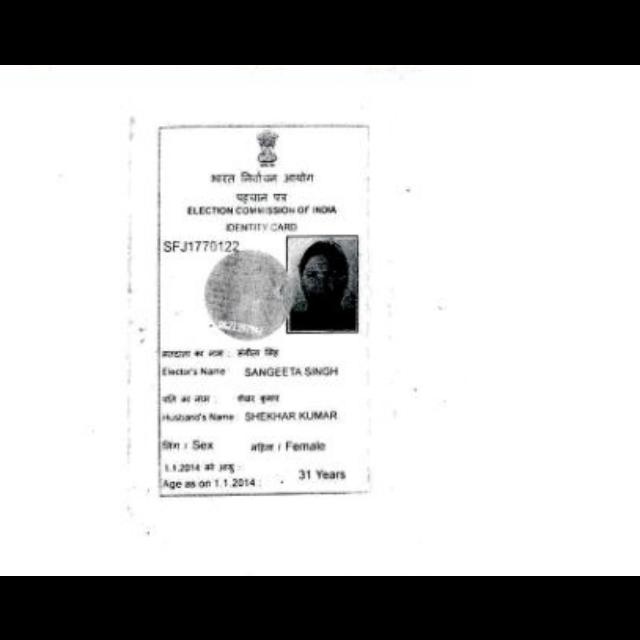 भारत निर्वाचन आयोग
पहचान पत्र
ELECTION COMMISSION OF INDIA
IDENTITY CARD
SFJ1770122
मतदाता का नाम : संगीता सिंह
Elector's Name SANGEETA SINGH
पति का नाम : शेखर कुमार
Husband's Name SHEKHAR KUMAR
लिंग / Sex महिला / Female
1.1.2014 को आयु :
Age as on 1.1.2014 : 31 Years